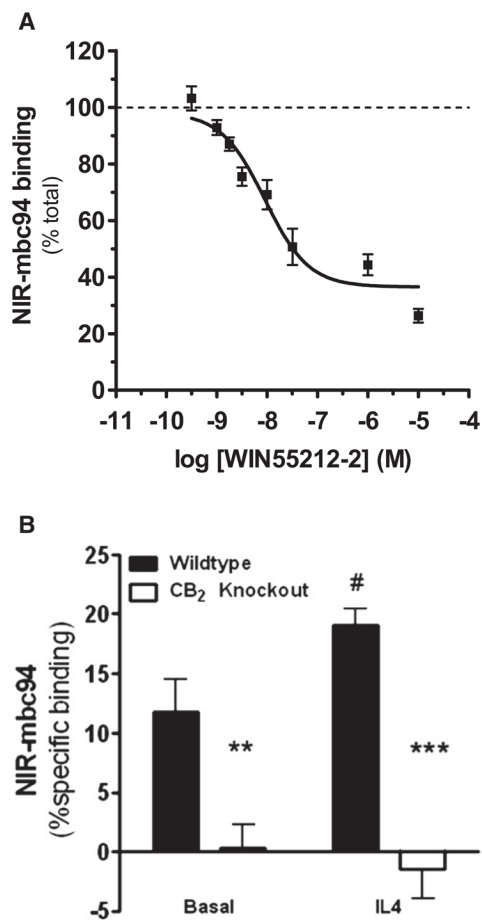 A
NIR-mbc94 binding
(% total)
120
100
80
60
40
20
0
-11 -10 -9 -8 -7 -6 -5 -4
log [WIN55212-2] (M)
B
NIR-mbc94
(%specific binding)
25
20
15
10
5
0
-5
Wildtype
CB₂ Knockout
#
** ***
Basal IL4